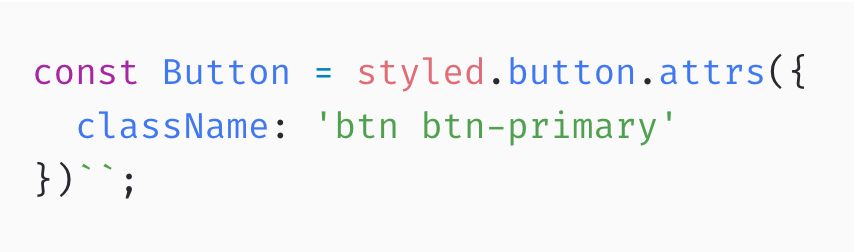 const Button = styled.button.attrs({
  className: 'btn btn-primary'
})``;